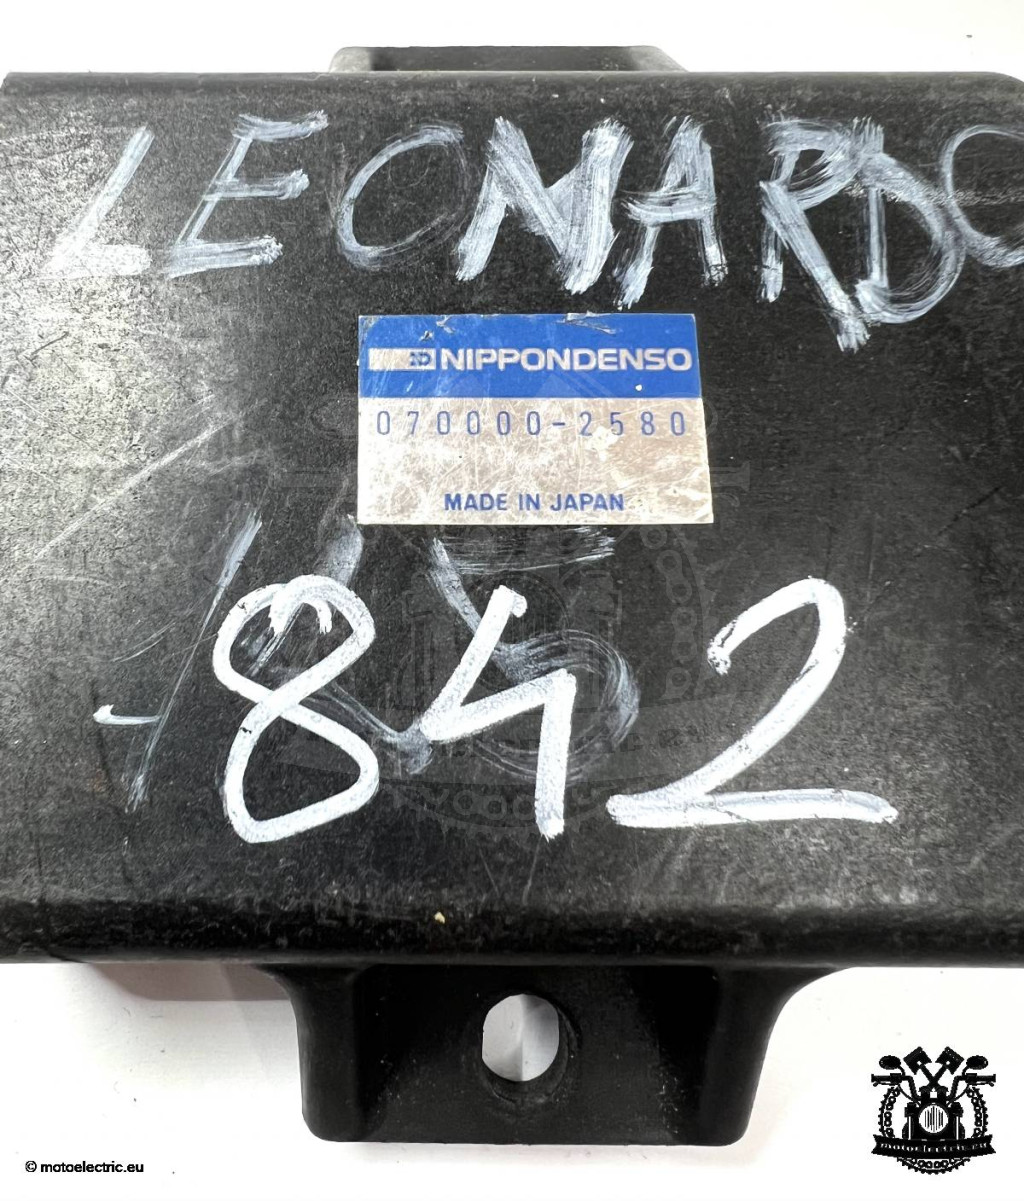 LEONARDO
NIPPONDENSO
070000-2580
MADE IN JAPAN
842
© motoelectric.eu